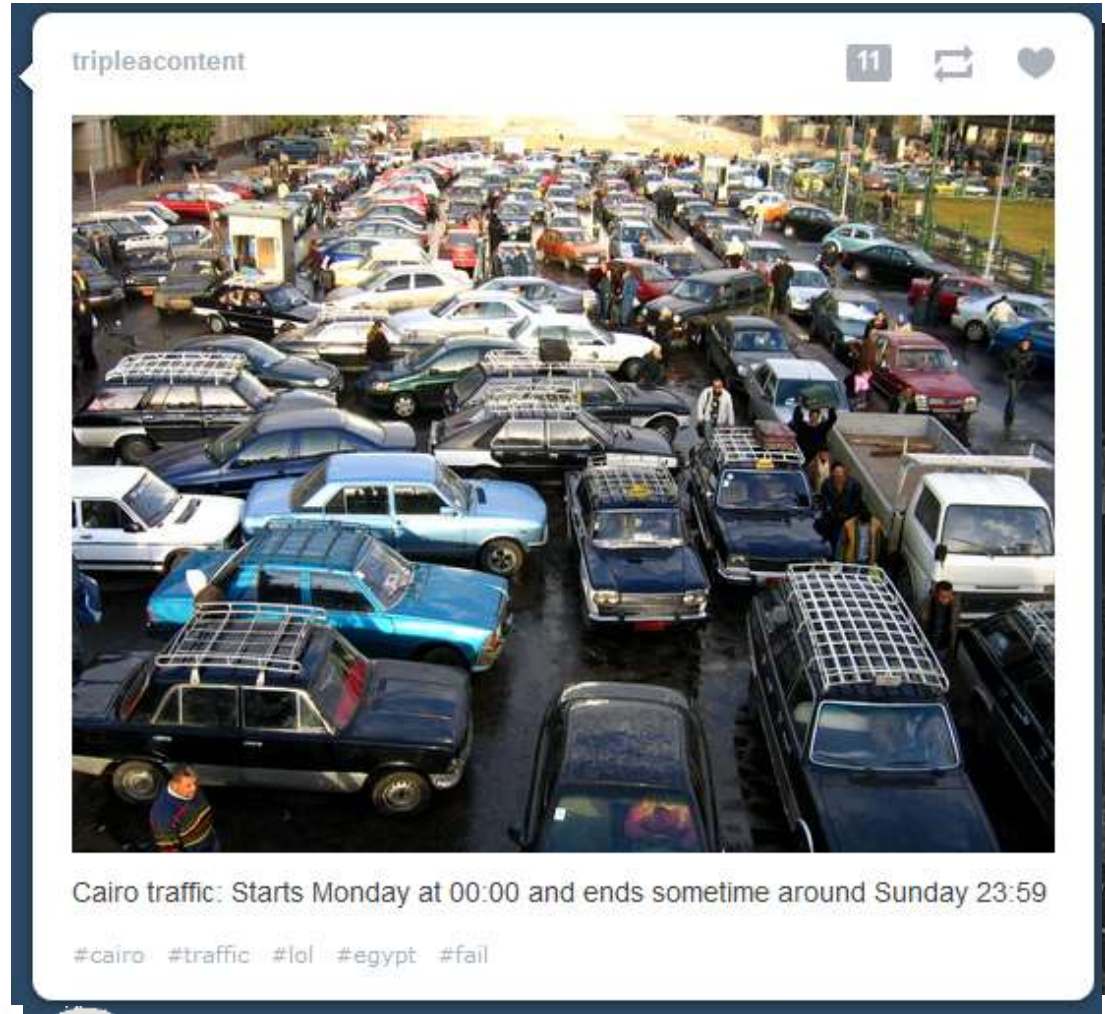 tripleacontent
11
Cairo traffic: Starts Monday at 00:00 and ends sometime around Sunday 23:59
#cairo #traffic #lol #egypt #fail